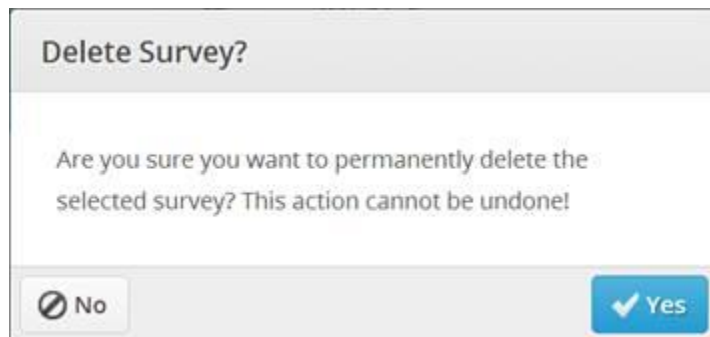 Delete Survey?
Are you sure you want to permanently delete the
selected survey? This action cannot be undone!
No
Yes